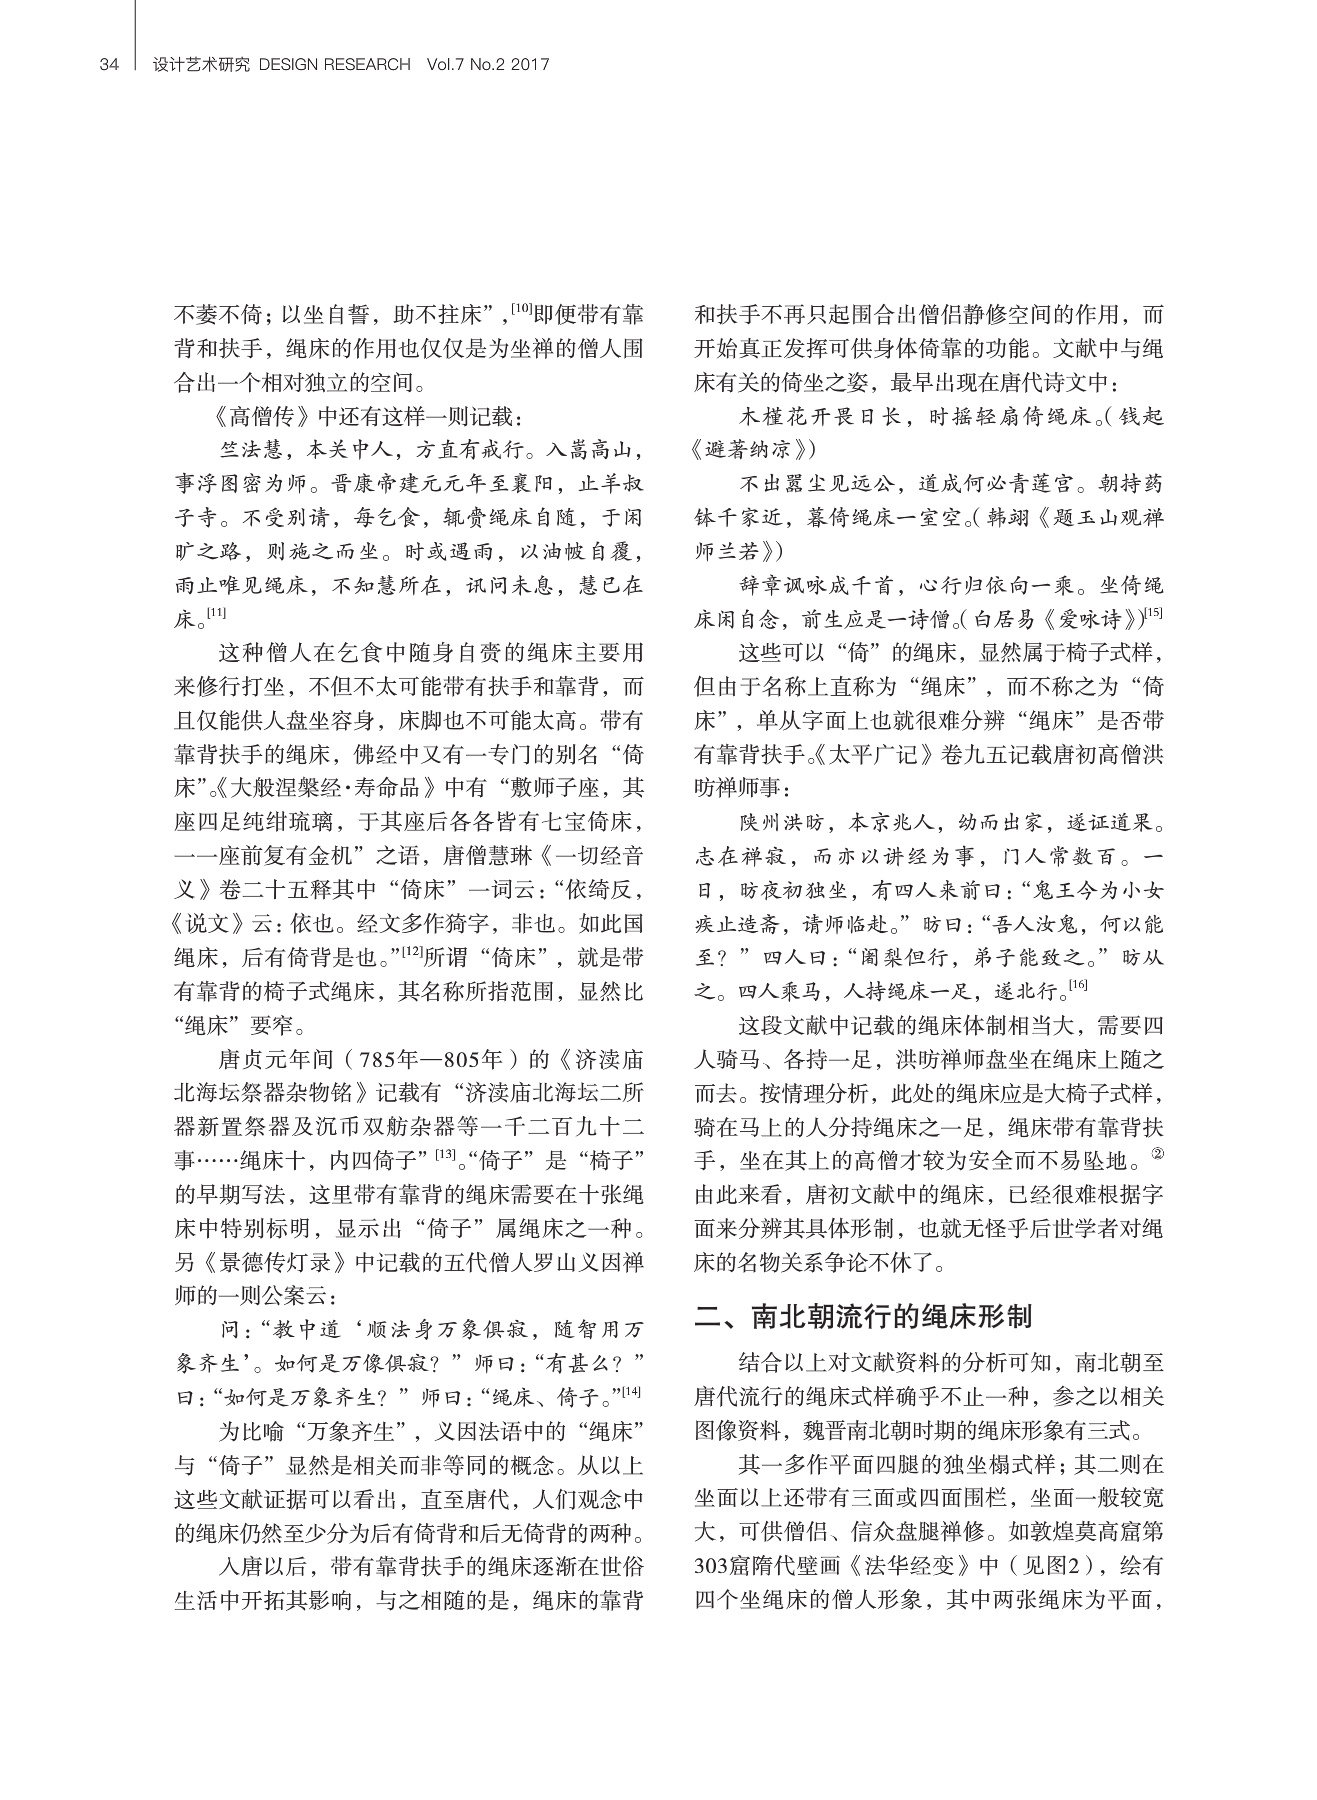 34 设计艺术研究 DESIGN RESEARCH Vol.7 No.2 2017
不萎不倚；以坐自誓，助不拄床”，[10]即便带有靠
背和扶手，绳床的作用也仅仅是为坐禅的僧人围
合出一个相对独立的空间。
《高僧传》中还有这样一则记载：
竺法慧，本关中人，方直有戒行。入嵩高山，
事浮图密为师。晋康帝建元元年至襄阳，止羊叔
子寺。不受别请，每乞食，辄赍绳床自随，于闲
旷之路，则施之而坐。时或遇雨，以油帔自覆，
雨止唯见绳床，不知慧所在，讯问未息，慧已在
床。[11]
这种僧人在乞食中随身自赍的绳床主要用
来修行打坐，不但不太可能带有扶手和靠背，而
且仅能供人盘坐容身，床脚也不可能太高。带有
靠背扶手的绳床，佛经中又有一专门的别名“倚
床”。《大般涅槃经·寿命品》中有“敷师子座，其
座四足纯绀琉璃，于其座后各各皆有七宝倚床，
一一座前复有金机”之语，唐僧慧琳《一切经音
义》卷二十五释其中“倚床”一词云：“依绮反，
《说文》云：依也。经文多作猗字，非也。如此国
绳床，后有倚背是也。”[12]所谓“倚床”，就是带
有靠背的椅子式绳床，其名称所指范围，显然比
“绳床”要窄。
唐贞元年间（785年—805年）的《济渎庙
北海坛祭器杂物铭》记载有“济渎庙北海坛二所
器新置祭器及沉币双舫杂器等一千二百九十二
事……绳床十，内四倚子”[13]。“倚子”是“椅子”
的早期写法，这里带有靠背的绳床需要在十张绳
床中特别标明，显示出“倚子”属绳床之一种。
另《景德传灯录》中记载的五代僧人罗山义因禅
师的一则公案云：
问：“教中道‘顺法身万象俱寂，随智用万
象齐生’。如何是万像俱寂？”师曰：“有甚么？”
曰：“如何是万象齐生？”师曰：“绳床、倚子。”[14]
为比喻“万象齐生”，义因法语中的“绳床”
与“倚子”显然是相关而非等同的概念。从以上
这些文献证据可以看出，直至唐代，人们观念中
的绳床仍然至少分为后有倚背和后无倚背的两种。
入唐以后，带有靠背扶手的绳床逐渐在世俗
生活中开拓其影响，与之相随的是，绳床的靠背
和扶手不再只起围合出僧侣静修空间的作用，而
开始真正发挥可供身体倚靠的功能。文献中与绳
床有关的倚坐之姿，最早出现在唐代诗文中：
木槿花开畏日长，时摇轻扇倚绳床。（钱起
《避著纳凉》）
不出嚣尘见远公，道成何必青莲宫。朝持药
钵千家近，暮倚绳床一室空。（韩翃《题玉山观禅
师兰若》）
辞章讽咏成千首，心行归依向一乘。坐倚绳
床闲自念，前生应是一诗僧。（白居易《爱咏诗》）[15]
这些可以“倚”的绳床，显然属于椅子式样，
但由于名称上直称为“绳床”，而不称之为“倚
床”，单从字面上也就很难分辨“绳床”是否带
有靠背扶手。《太平广记》卷九五记载唐初高僧洪
昉禅师事：
陕州洪昉，本京兆人，幼而出家，遂证道果。
志在禅寂，而亦以讲经为事，门人常数百。一
日，昉夜初独坐，有四人来前曰：“鬼王今为小女
疾止造斋，请师临赴。”昉曰：“吾人汝鬼，何以能
至？”四人曰：“阇梨但行，弟子能致之。”昉从
之。四人乘马，人持绳床一足，遂北行。[16]
这段文献中记载的绳床体制相当大，需要四
人骑马、各持一足，洪昉禅师盘坐在绳床上随之
而去。按情理分析，此处的绳床应是大椅子式样，
骑在马上的人分持绳床之一足，绳床带有靠背扶
手，坐在其上的高僧才较为安全而不易坠地。②
由此来看，唐初文献中的绳床，已经很难根据字
面来分辨其具体形制，也就无怪乎后世学者对绳
床的名物关系争论不休了。
二、南北朝流行的绳床形制
结合以上对文献资料的分析可知，南北朝至
唐代流行的绳床式样确乎不止一种，参之以相关
图像资料，魏晋南北朝时期的绳床形象有三式。
其一多作平面四腿的独坐榻式样；其二则在
坐面以上还带有三面或四面围栏，坐面一般较宽
大，可供僧侣、信众盘腿禅修。如敦煌莫高窟第
303窟隋代壁画《法华经变》中（见图2），绘有
四个坐绳床的僧人形象，其中两张绳床为平面，